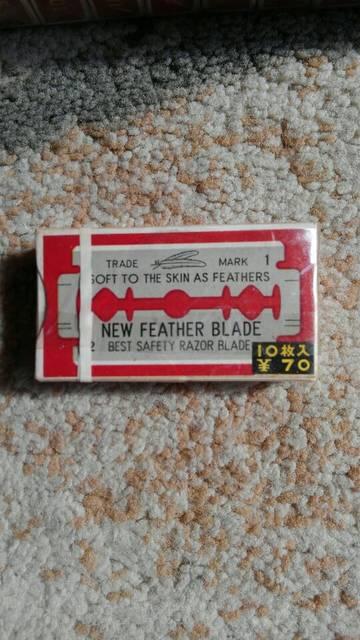 TRADE MARK 1
SOFT TO THE SKIN AS FEATHERS
NEW FEATHER BLADE
2 BEST SAFETY RAZOR BLADE
10枚入
¥ 70